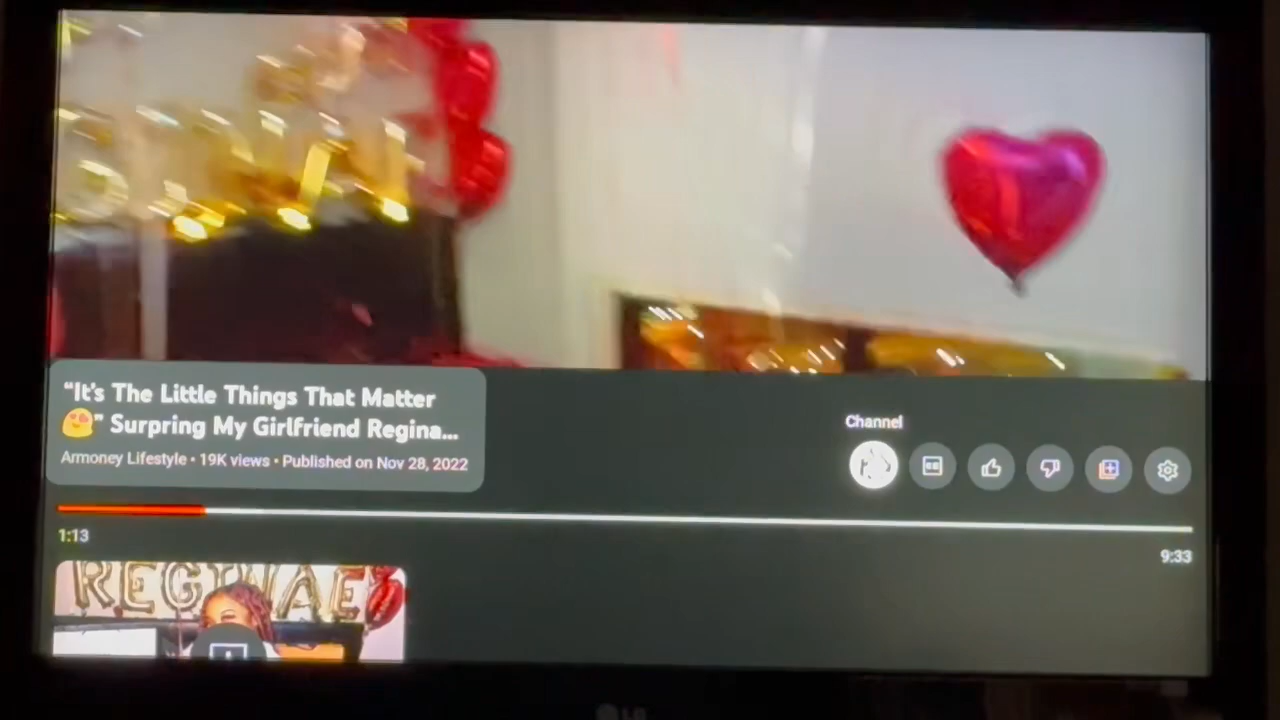 "It's The Little Things That Matter
😍" Surpring My Girlfriend Regina...
Armoney Lifestyle • 19K views • Published on Nov 28, 2022
Channel
1:13
9:33
REGINAE
LG